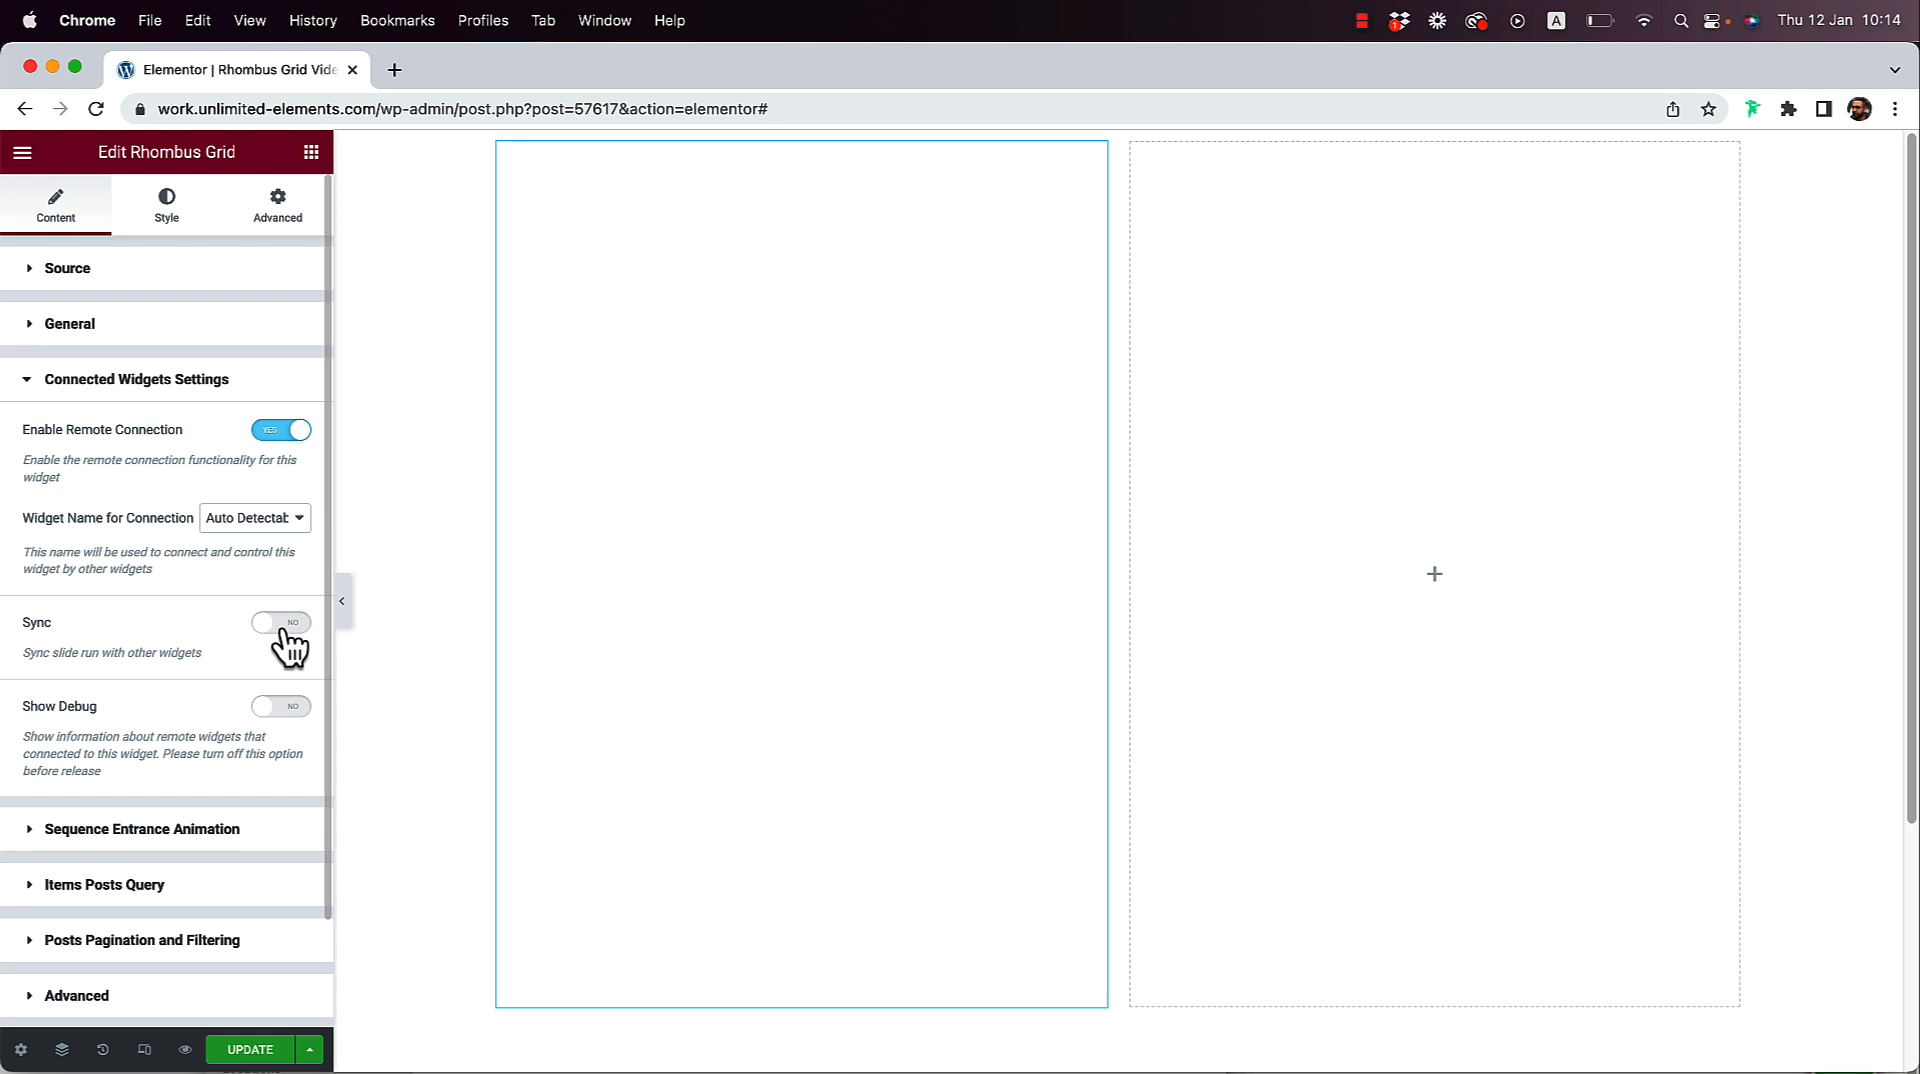 Chrome File Edit View History Bookmarks Profiles Tab Window Help
1 A Thu 12 Jan 10:14
Elementor | Rhombus Grid Vide
work.unlimited-elements.com/wp-admin/post.php?post=57617&action=elementor#
Edit Rhombus Grid
Content Style Advanced
Source
General
Connected Widgets Settings
Enable Remote Connection YES
Enable the remote connection functionality for this
widget
Widget Name for Connection Auto Detectab
This name will be used to connect and control this
widget by other widgets
Sync NO
Sync slide run with other widgets
Show Debug NO
Show information about remote widgets that
connected to this widget. Please turn off this option
before release
Sequence Entrance Animation
Items Posts Query
Posts Pagination and Filtering
Advanced
UPDATE